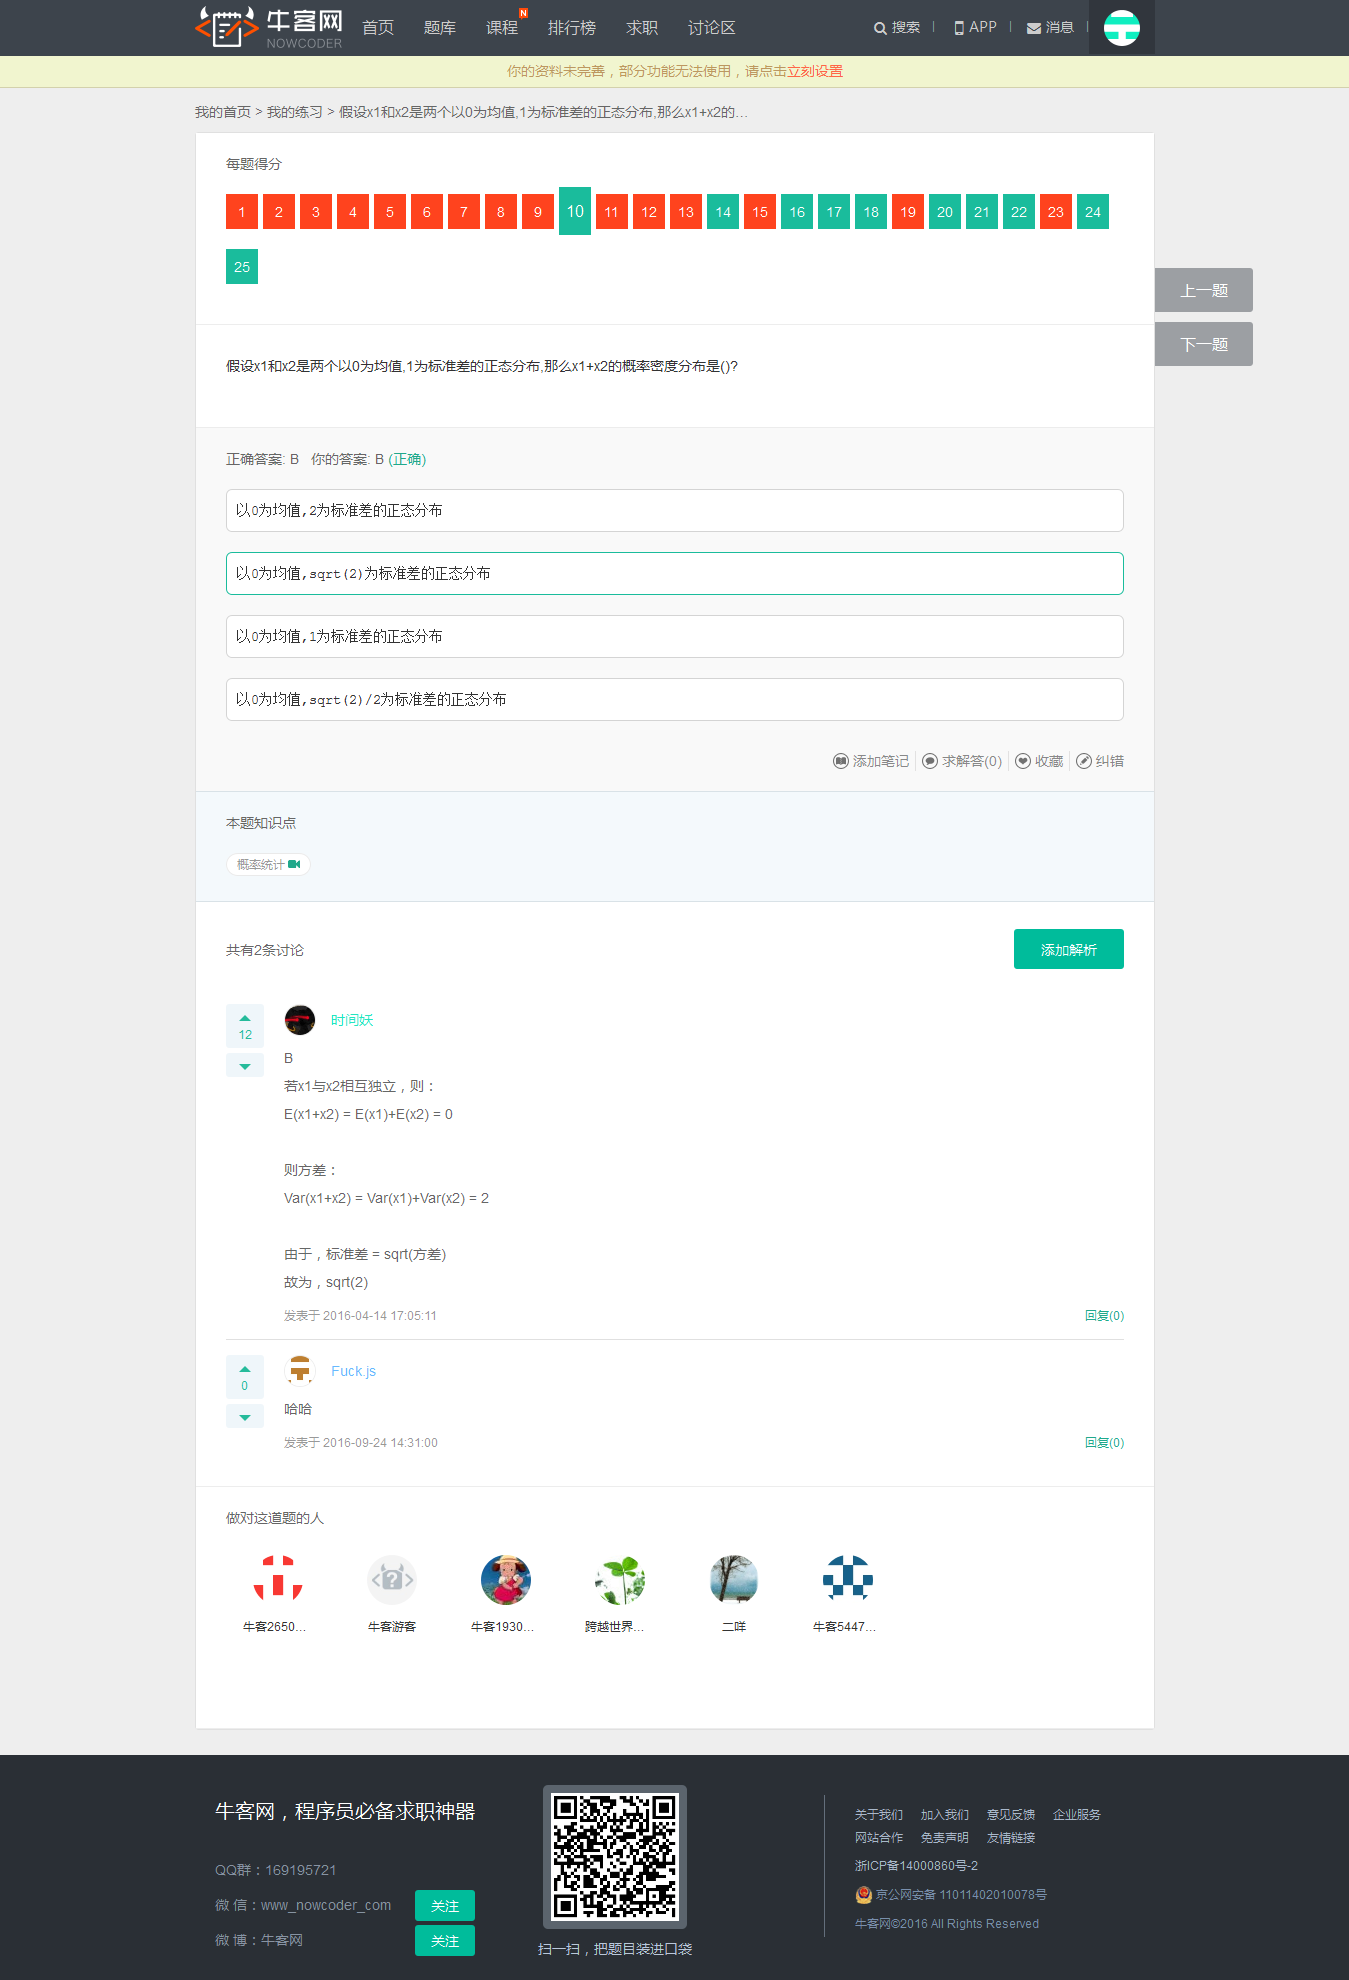 牛客网
NOWCODER
首页 题库 课程 N 排行榜 求职 讨论区 搜索 APP 消息
你的资料未完善，部分功能无法使用，请点击立刻设置
我的首页 > 我的练习 > 假设x1和x2是两个以0为均值,1为标准差的正态分布,那么x1+x2的...
每题得分
1 2 3 4 5 6 7 8 9 10 11 12 13 14 15 16 17 18 19 20 21 22 23 24
25
上一题
下一题
假设x1和x2是两个以0为均值,1为标准差的正态分布,那么x1+x2的概率密度分布是()?
正确答案: B 你的答案: B (正确)
以0为均值,2为标准差的正态分布
以0为均值,sqrt(2)为标准差的正态分布
以0为均值,1为标准差的正态分布
以0为均值,sqrt(2)/2为标准差的正态分布
添加笔记 求解答(0) 收藏 纠错
本题知识点
概率统计
共有2条讨论 添加解析
12
时间妖
B
若x1与x2相互独立，则：
E(x1+x2) = E(x1)+E(x2) = 0
则方差：
Var(x1+x2) = Var(x1)+Var(x2) = 2
由于，标准差 = sqrt(方差)
故为，sqrt(2)
发表于 2016-04-14 17:05:11 回复(0)
0
Fuck.js
哈哈
发表于 2016-09-24 14:31:00 回复(0)
做对这道题的人
牛客2650... 牛客游客 牛客1930... 跨越世界... 二咩 牛客5447...
牛客网，程序员必备求职神器
QQ群：169195721
微 信：www_nowcoder_com 关注
微 博：牛客网 关注
扫一扫，把题目装进口袋
关于我们 加入我们 意见反馈 企业服务
网站合作 免责声明 友情链接
浙ICP备14000860号-2
京公网安备 11011402010078号
牛客网©2016 All Rights Reserved